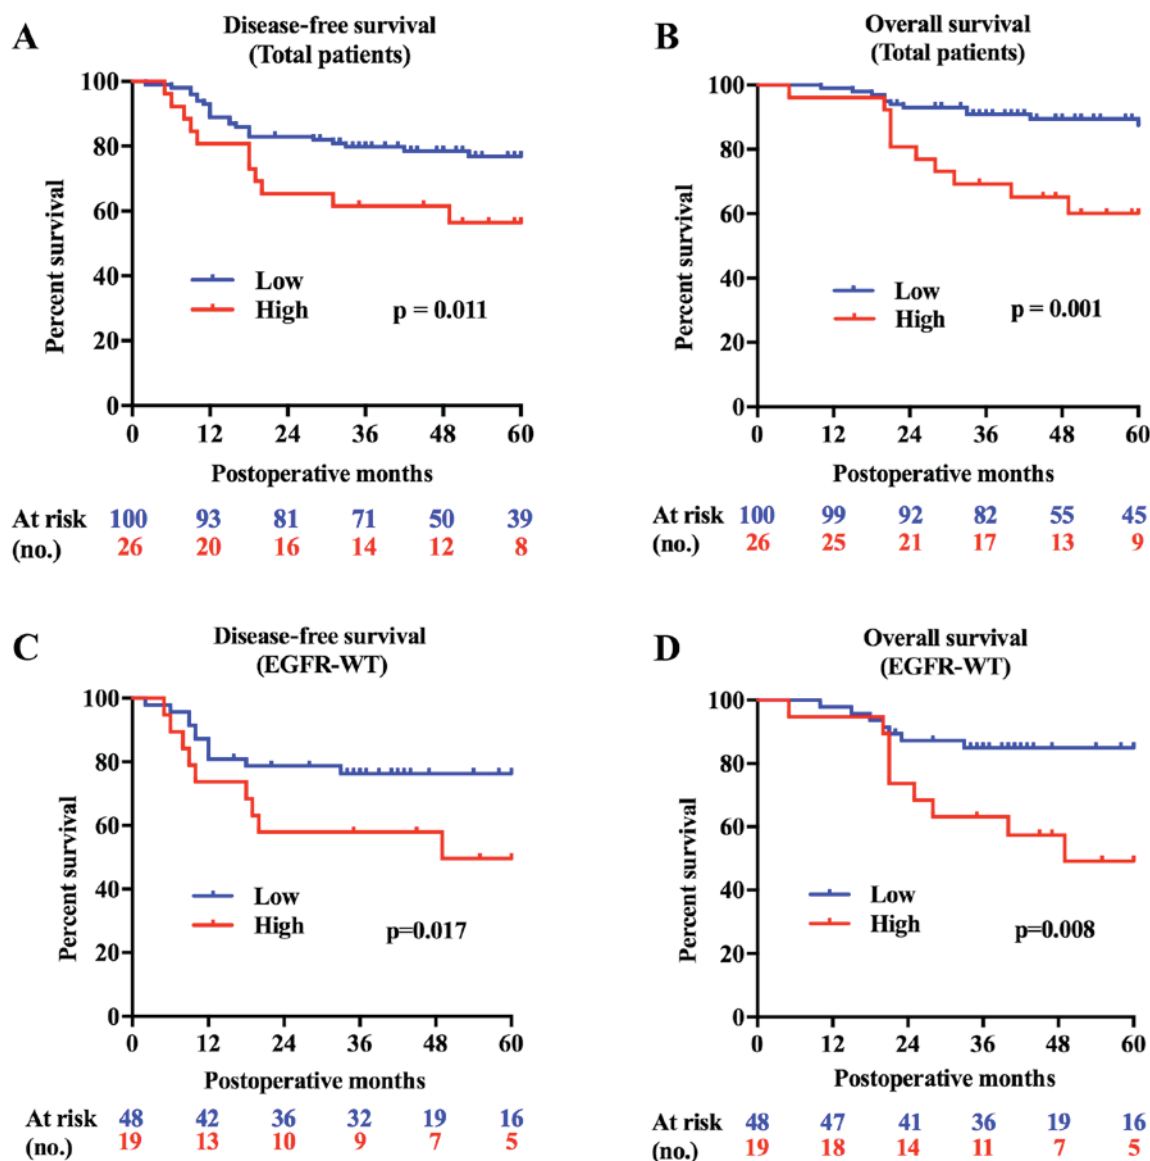 A
Disease-free survival
(Total patients)
100
80
60
40
20
0
Percent survival
Low
High
p = 0.011
0 12 24 36 48 60
Postoperative months
At risk 100 93 81 71 50 39
(no.) 26 20 16 14 12 8
B
Overall survival
(Total patients)
100
80
60
40
20
0
Percent survival
Low
High
p = 0.001
0 12 24 36 48 60
Postoperative months
At risk 100 99 92 82 55 45
(no.) 26 25 21 17 13 9
C
Disease-free survival
(EGFR-WT)
100
80
60
40
20
0
Percent survival
Low
High
p=0.017
0 12 24 36 48 60
Postoperative months
At risk 48 42 36 32 19 16
(no.) 19 13 10 9 7 5
D
Overall survival
(EGFR-WT)
100
80
60
40
20
0
Percent survival
Low
High
p=0.008
0 12 24 36 48 60
Postoperative months
At risk 48 47 41 36 19 16
(no.) 19 18 14 11 7 5